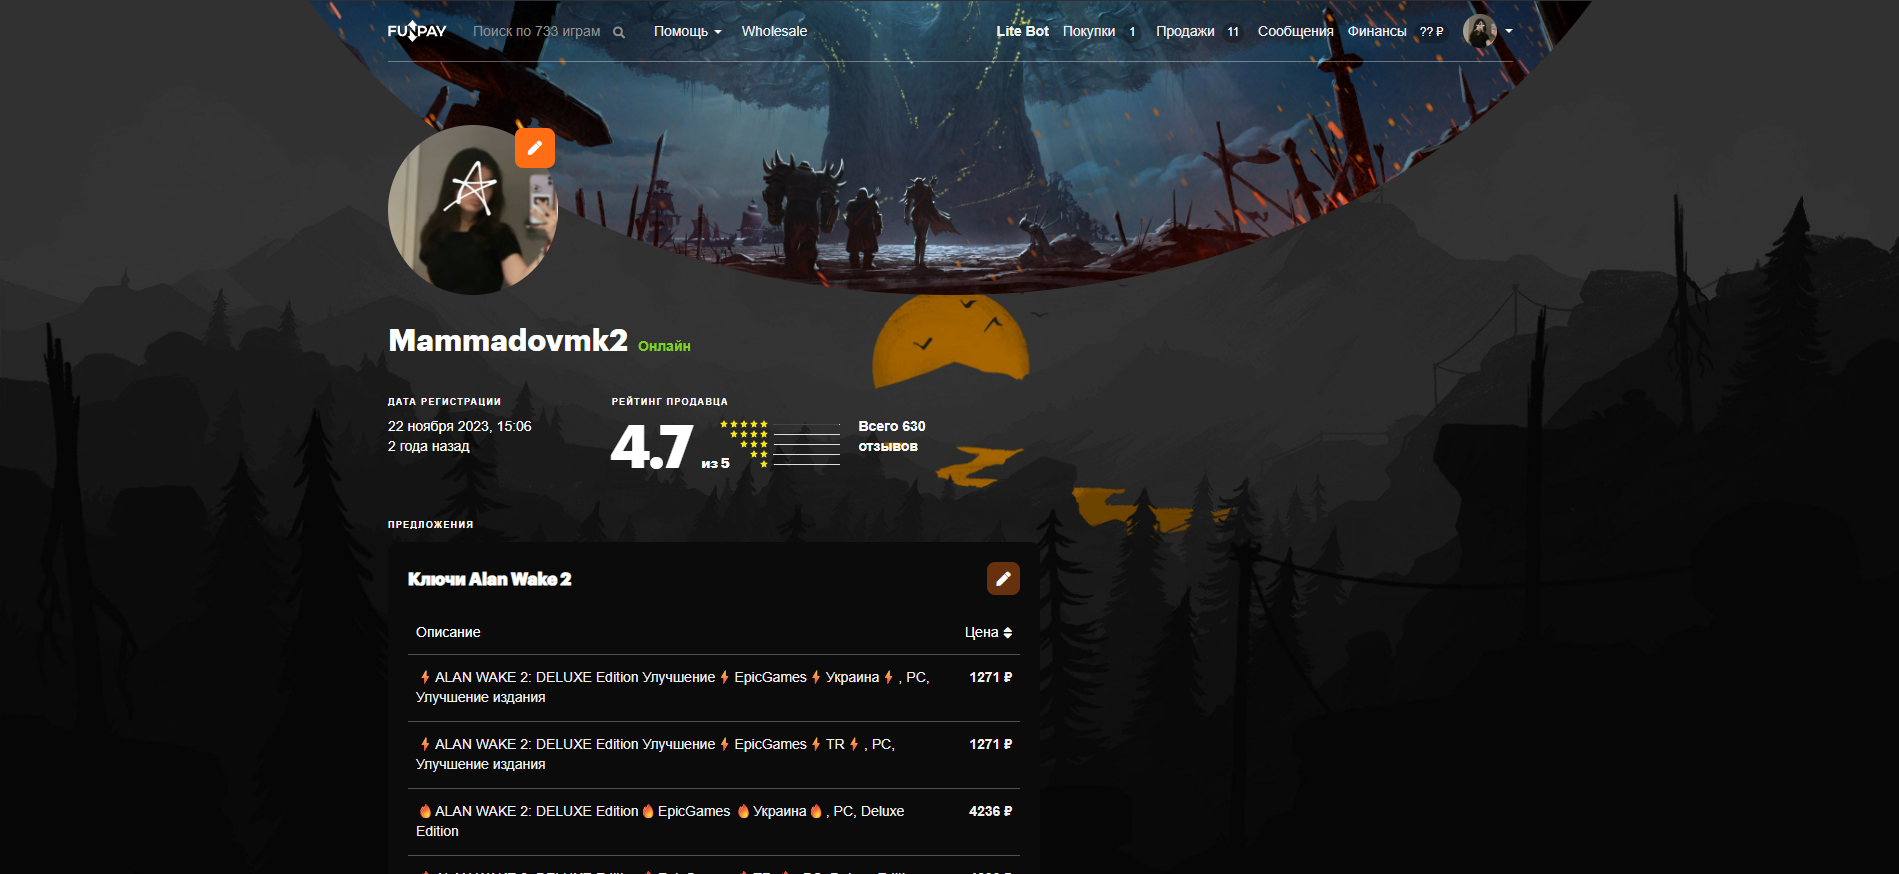 FUNPAY Поиск по 733 играм Помощь Wholesale Lite Bot Покупки 1 Продажи 11 Сообщения Финансы ?? ₽
Mammadovmk2 Онлайн
ДАТА РЕГИСТРАЦИИ
22 ноября 2023, 15:06
2 года назад
РЕЙТИНГ ПРОДАВЦА
4.7 из 5
Всего 630
отзывов
ПРЕДЛОЖЕНИЯ
Ключи Alan Wake 2
Описание Цена
⚡ ALAN WAKE 2: DELUXE Edition Улучшение ⚡ EpicGames ⚡ Украина ⚡ , PC, 1271 ₽
Улучшение издания
⚡ ALAN WAKE 2: DELUXE Edition Улучшение ⚡ EpicGames ⚡ TR ⚡ , PC, 1271 ₽
Улучшение издания
🔥 ALAN WAKE 2: DELUXE Edition 🔥 EpicGames 🔥 Украина 🔥 , PC, Deluxe 4236 ₽
Edition